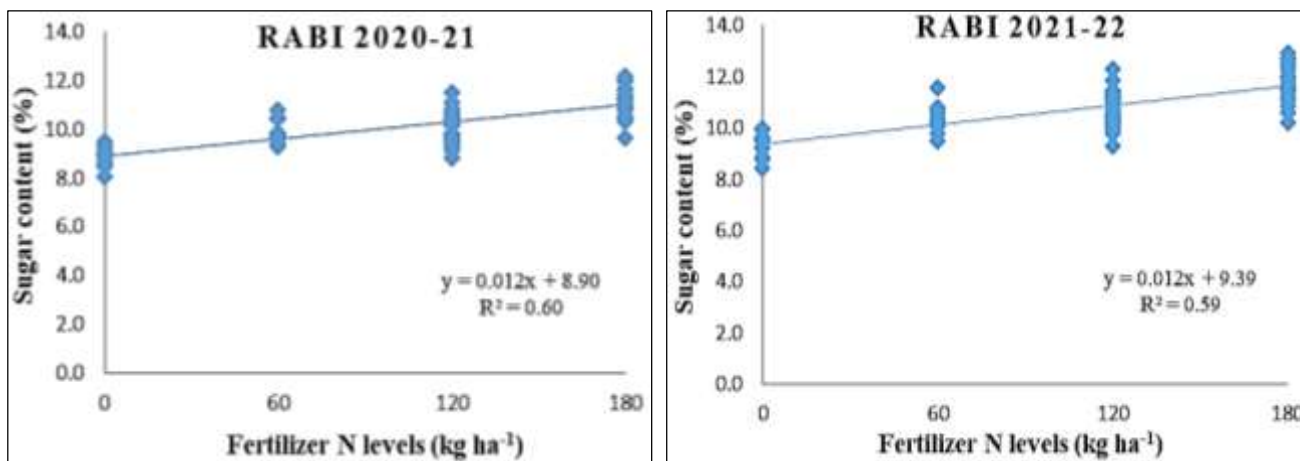 RABI 2020-21
14.0
12.0
10.0
8.0
6.0
4.0
2.0
0.0
Sugar content (%)
y = 0.012x + 8.90
R² = 0.60
0 60 120 180
Fertilizer N levels (kg ha⁻¹)
RABI 2021-22
14.0
12.0
10.0
8.0
6.0
4.0
2.0
0.0
Sugar content (%)
y = 0.012x + 9.39
R² = 0.59
0 60 120 180
Fertilizer N levels (kg ha⁻¹)